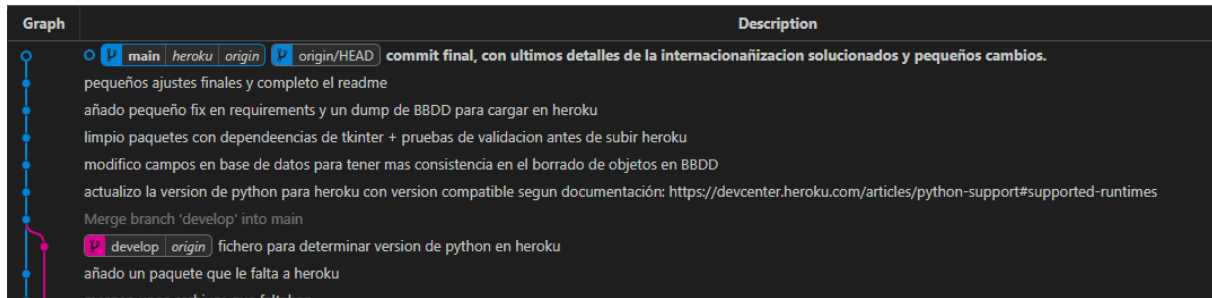 Graph Description
main heroku origin origin/HEAD commit final, con ultimos detalles de la internacionañizacion solucionados y pequeños cambios.
pequeños ajustes finales y completo el readme
añado pequeño fix en requirements y un dump de BBDD para cargar en heroku
limpio paquetes con dependeencias de tkinter + pruebas de validacion antes de subir heroku
modifico campos en base de datos para tener mas consistencia en el borrado de objetos en BBDD
actualizo la version de python para heroku con version compatible segun documentación: https://devcenter.heroku.com/articles/python-support#supported-runtimes
Merge branch 'develop' into main
develop origin fichero para determinar version de python en heroku
añado un paquete que le falta a heroku